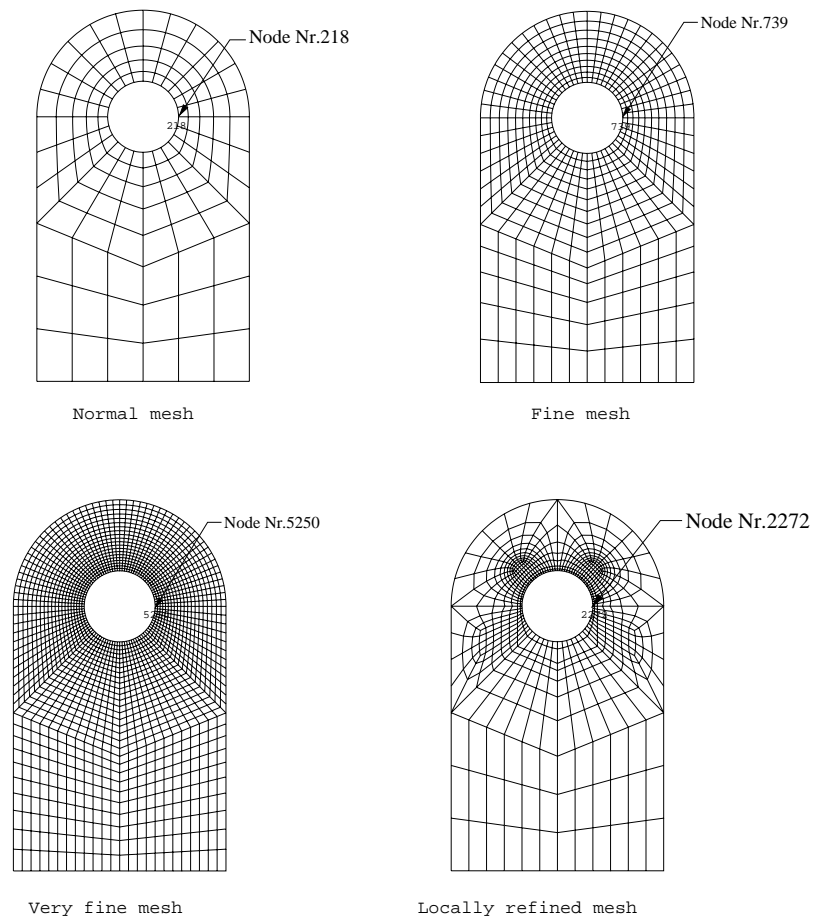 Node Nr.218
218
Normal mesh
Node Nr.739
Fine mesh
Node Nr.5250
Very fine mesh
Node Nr.2272
Locally refined mesh